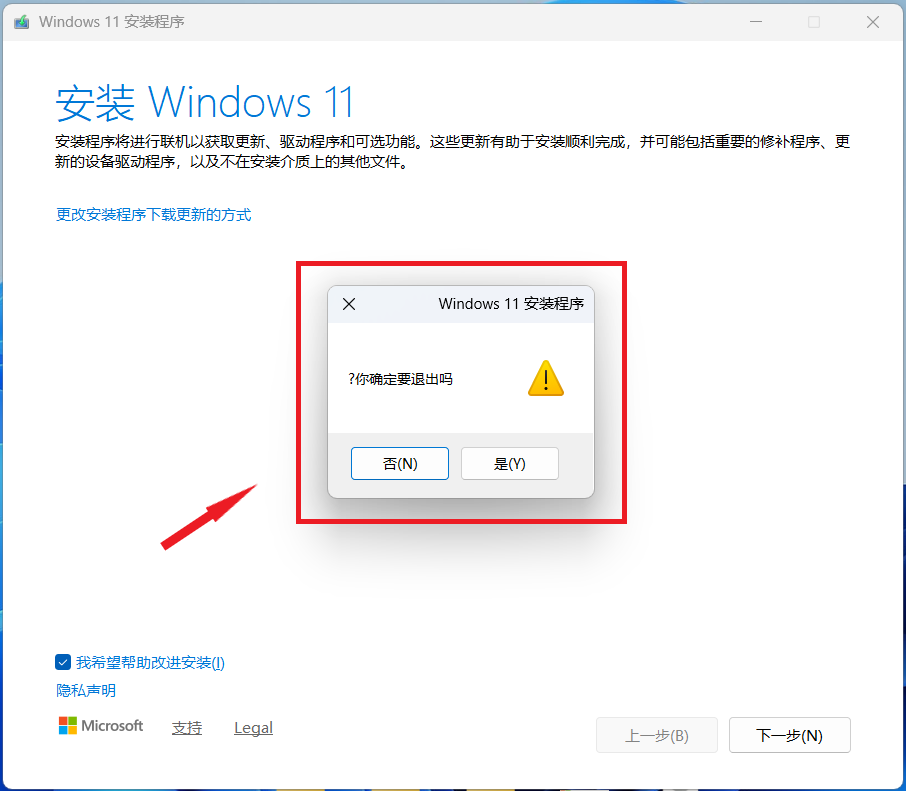 Windows 11 安装程序
安装 Windows 11
安装程序将进行联机以获取更新、驱动程序和可选功能。这些更新有助于安装顺利完成，并可能包括重要的修补程序、更
新的设备驱动程序，以及不在安装介质上的其他文件。
更改安装程序下载更新的方式
Windows 11 安装程序
?你确定要退出吗
否(N)
是(Y)
我希望帮助改进安装(I)
隐私声明
Microsoft
支持
Legal
上一步(B)
下一步(N)